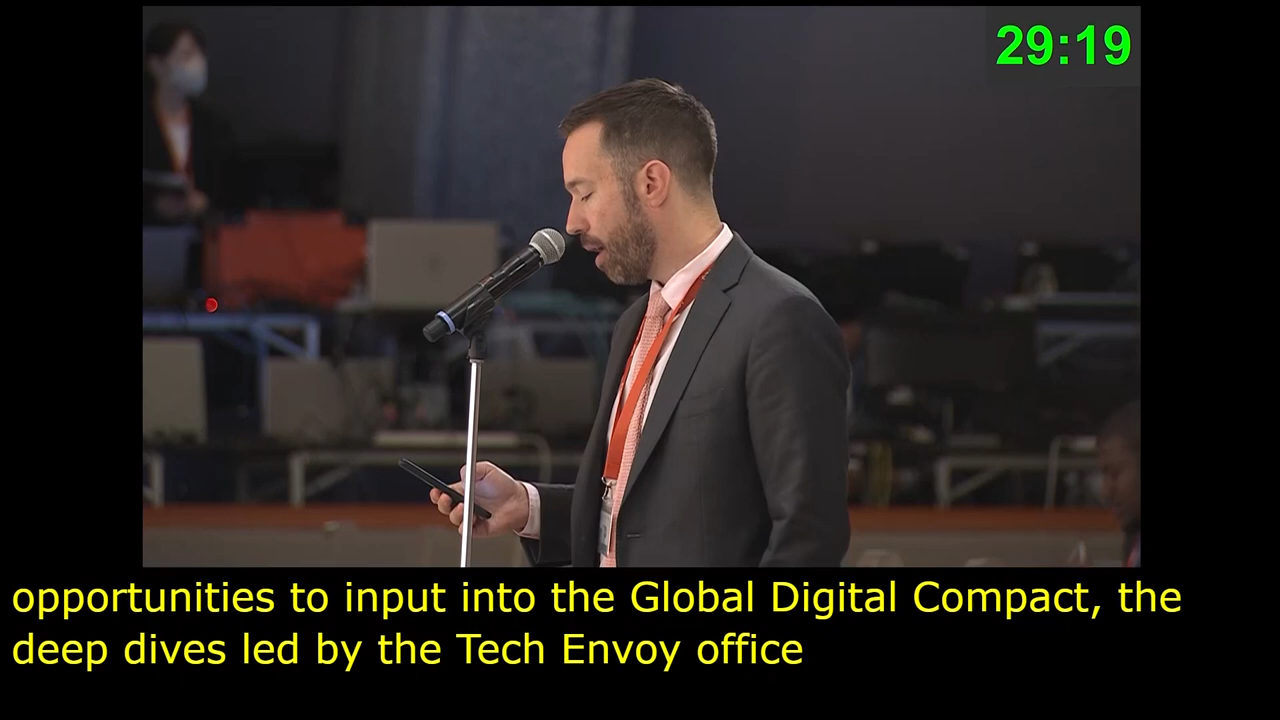 29:19
opportunities to input into the Global Digital Compact, the
deep dives led by the Tech Envoy office